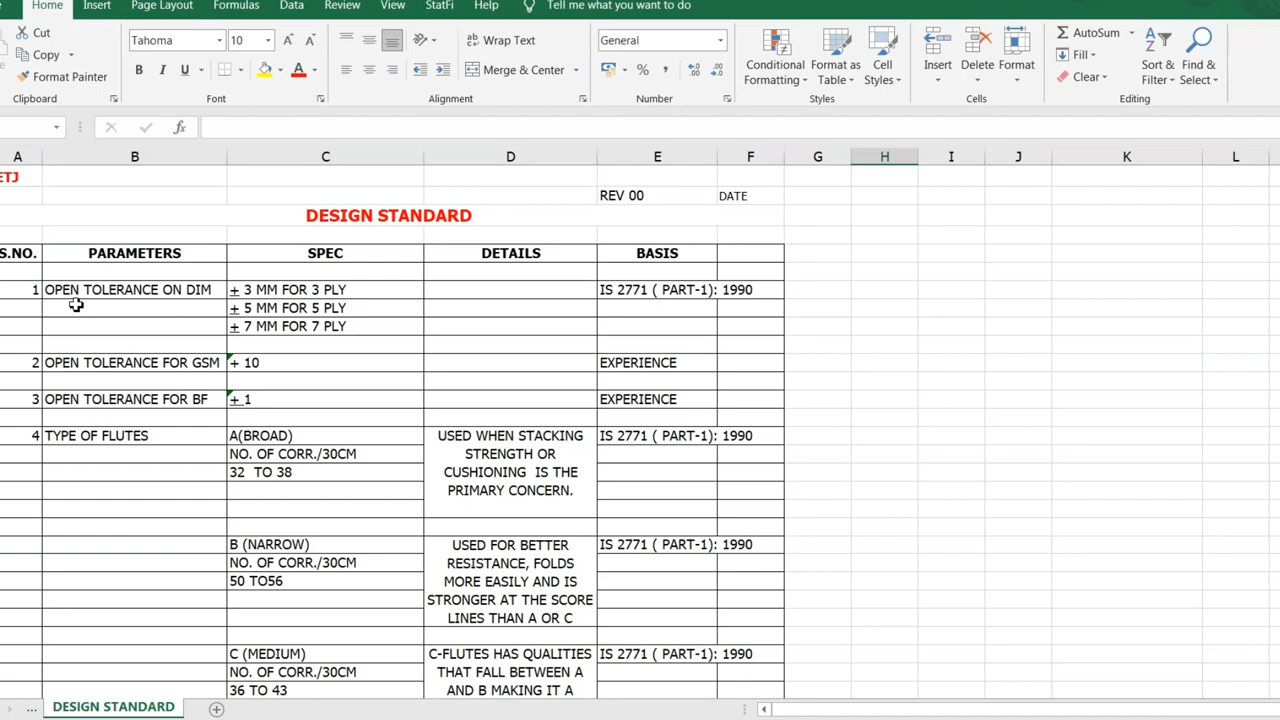 Home Insert Page Layout Formulas Data Review View StatFi Help Tell me what you want to do
Cut
Copy
Format Painter
Clipboard
Tahoma 10
B I U
Font
Wrap Text
Merge & Center
Alignment
General
Number
Conditional Formatting
Format as Table
Cell Styles
Styles
Insert Delete Format
Cells
AutoSum
Fill
Clear
Sort & Filter
Find & Select
Editing
fx
A B C D E F G H I J K L
ETJ
REV 00 DATE
DESIGN STANDARD
S.NO. PARAMETERS SPEC DETAILS BASIS
1 OPEN TOLERANCE ON DIM ± 3 MM FOR 3 PLY IS 2771 ( PART-1): 1990
± 5 MM FOR 5 PLY
± 7 MM FOR 7 PLY
2 OPEN TOLERANCE FOR GSM + 10 EXPERIENCE
3 OPEN TOLERANCE FOR BF ± 1 EXPERIENCE
4 TYPE OF FLUTES A(BROAD) USED WHEN STACKING IS 2771 ( PART-1): 1990
NO. OF CORR./30CM STRENGTH OR
32 TO 38 CUSHIONING IS THE
PRIMARY CONCERN.
B (NARROW) USED FOR BETTER IS 2771 ( PART-1): 1990
NO. OF CORR./30CM RESISTANCE, FOLDS
50 TO56 MORE EASILY AND IS
STRONGER AT THE SCORE
LINES THAN A OR C
C (MEDIUM) C-FLUTES HAS QUALITIES IS 2771 ( PART-1): 1990
NO. OF CORR./30CM THAT FALL BETWEEN A
36 TO 43 AND B MAKING IT A
... DESIGN STANDARD